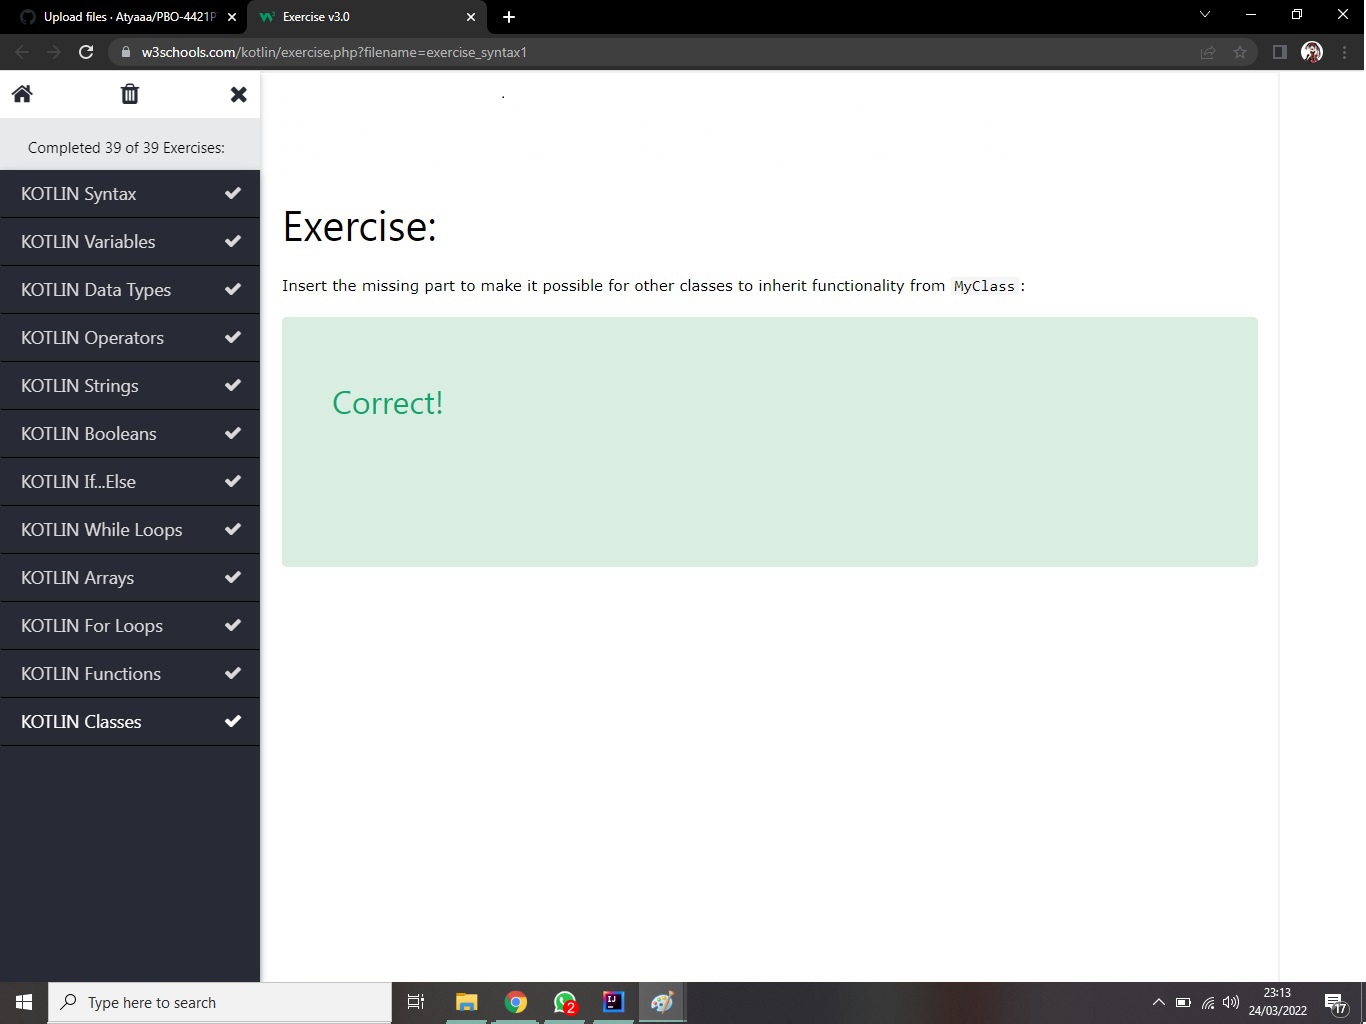 Upload files · Atyaaa/PBO-4421P
Exercise v3.0
w3schools.com/kotlin/exercise.php?filename=exercise_syntax1
Completed 39 of 39 Exercises:
KOTLIN Syntax
KOTLIN Variables
KOTLIN Data Types
KOTLIN Operators
KOTLIN Strings
KOTLIN Booleans
KOTLIN If...Else
KOTLIN While Loops
KOTLIN Arrays
KOTLIN For Loops
KOTLIN Functions
KOTLIN Classes
.
Exercise:
Insert the missing part to make it possible for other classes to inherit functionality from MyClass:
Correct!
Type here to search
2
IJ
23:13
24/03/2022
17